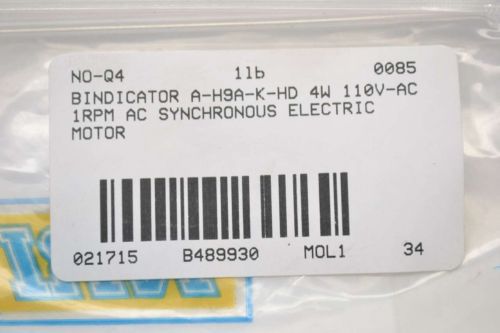 NO-Q4 1lb 0085
BINDICATOR A-H9A-K-HD 4W 110V-AC
1RPM AC SYNCHRONOUS ELECTRIC
MOTOR
021715 B489930 MOL1 34